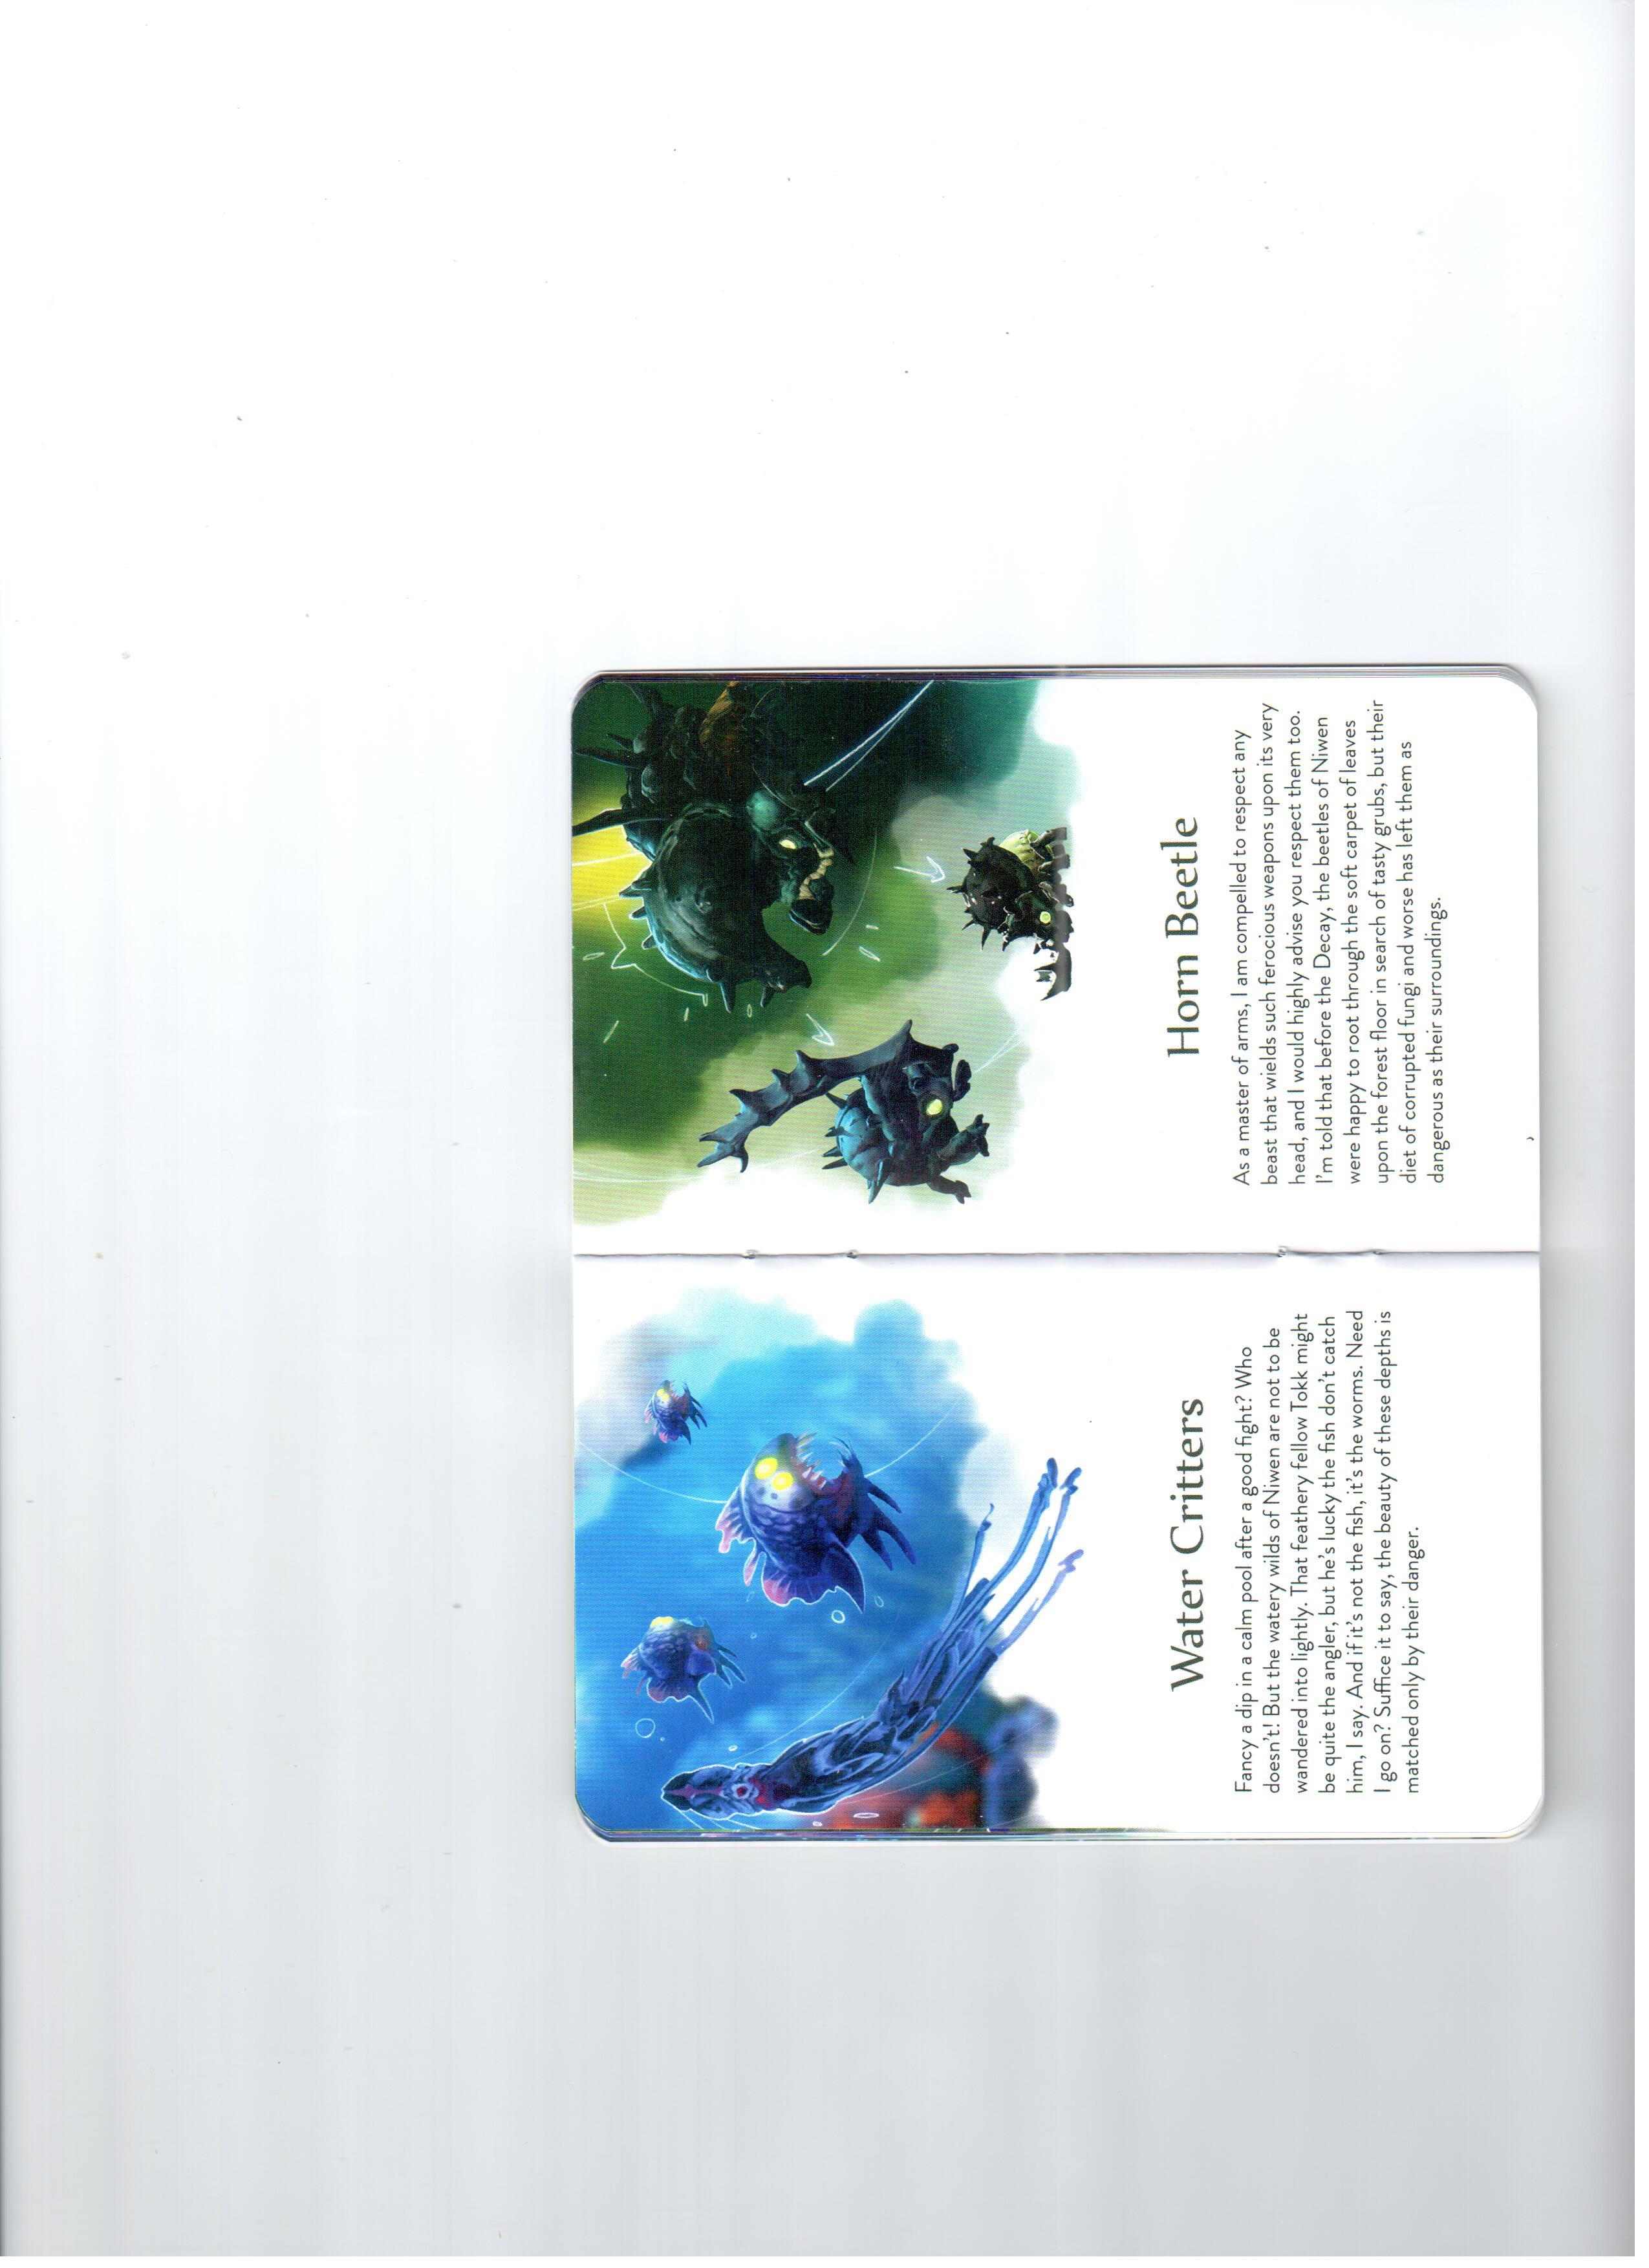 Water Critters
Fancy a dip in a calm pool after a good fight? Who
doesn't! But the watery wilds of Niwen are not to be
wandered into lightly. That feathery fellow Tokk might
be quite the angler, but he's lucky the fish don't catch
him, I say. And if it's not the fish, it's the worms. Need
I go on? Suffice it to say, the beauty of these depths is
matched only by their danger.
Horn Beetle
As a master of arms, I am compelled to respect any
beast that wields such ferocious weapons upon its very
head, and I would highly advise you respect them too.
I'm told that before the Decay, the beetles of Niwen
were happy to root through the soft carpet of leaves
upon the forest floor in search of tasty grubs, but their
diet of corrupted fungi and worse has left them as
dangerous as their surroundings.